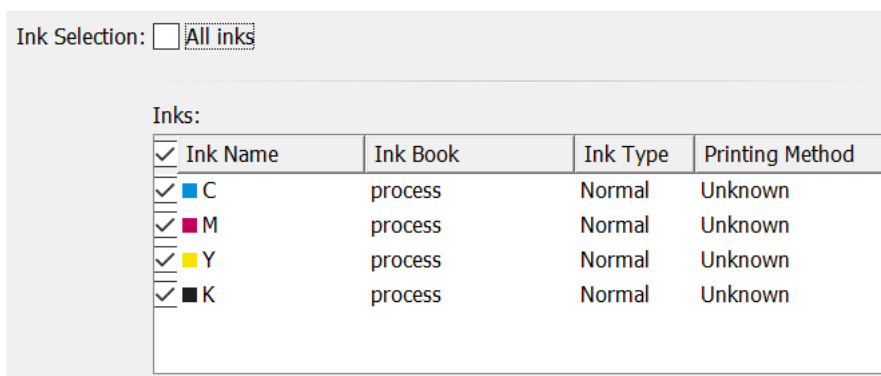 Ink Selection: All inks
Inks:
Ink Name Ink Book Ink Type Printing Method
C process Normal Unknown
M process Normal Unknown
Y process Normal Unknown
K process Normal Unknown